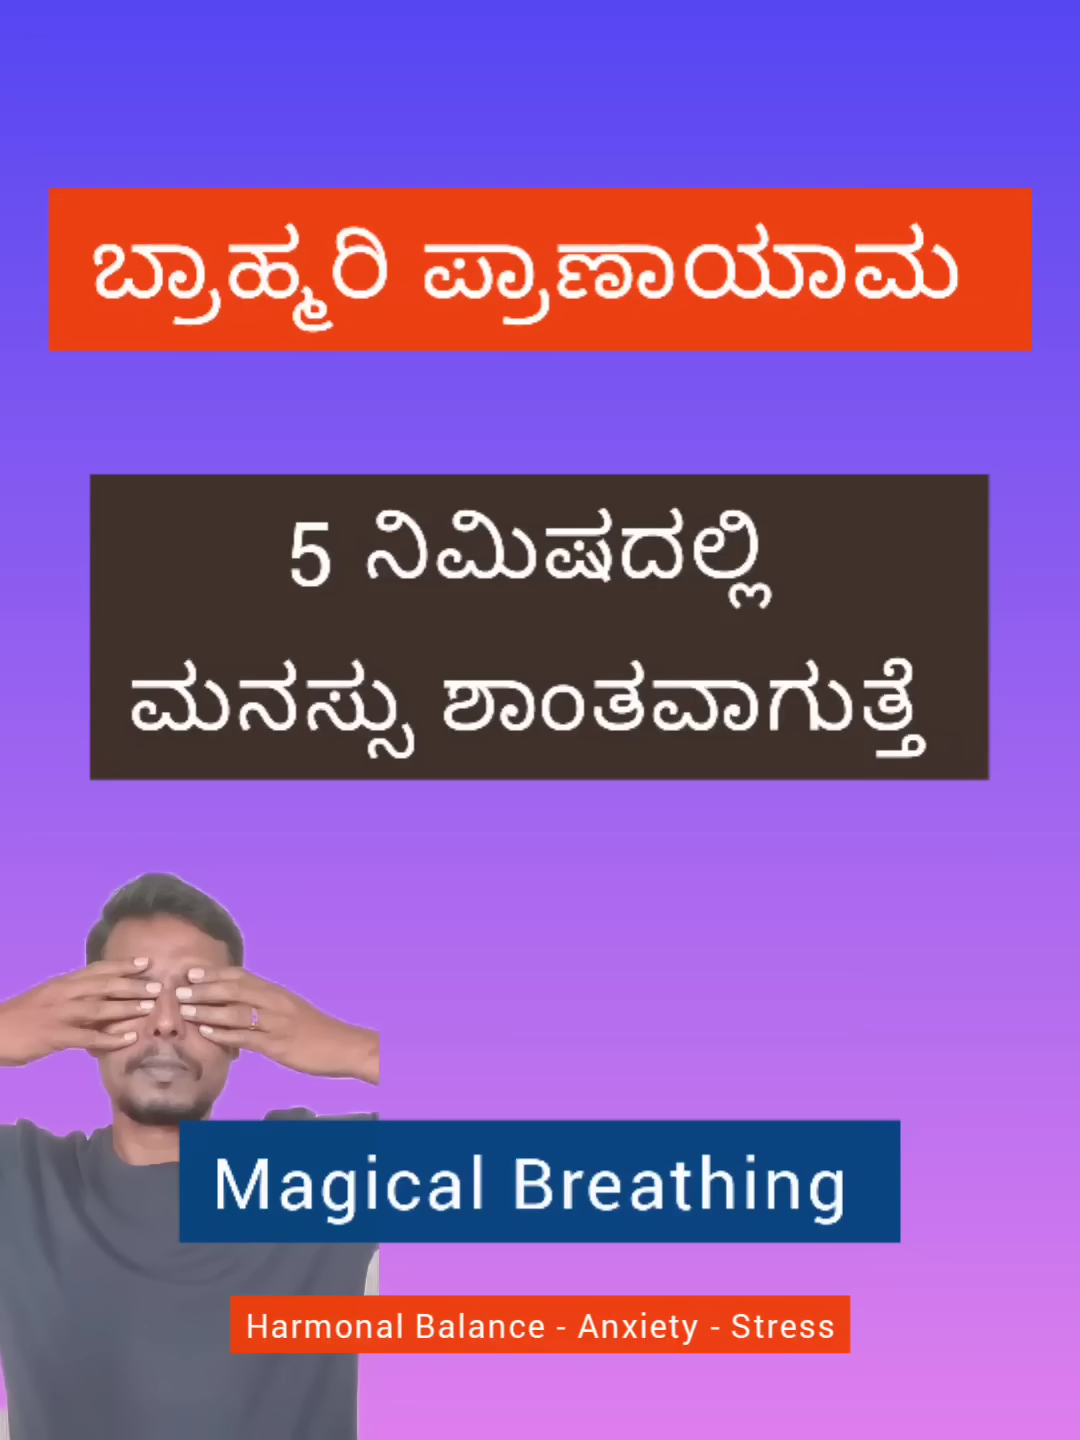 ಬ್ರಾಹ್ಮರಿ ಪ್ರಾಣಾಯಾಮ
5 ನಿಮಿಷದಲ್ಲಿ
ಮನಸ್ಸು ಶಾಂತವಾಗುತ್ತೆ
Magical Breathing
Harmonal Balance - Anxiety - Stress